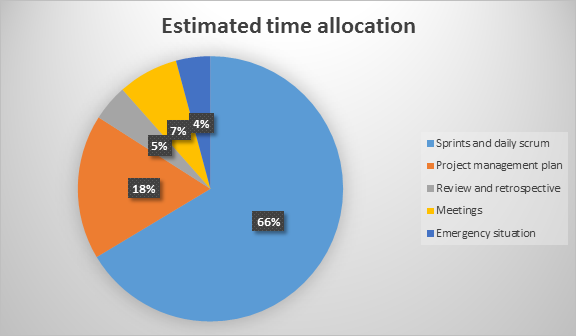 Estimated time allocation
4%
7%
5%
18%
66%
Sprints and daily scrum
Project management plan
Review and retrospective
Meetings
Emergency situation